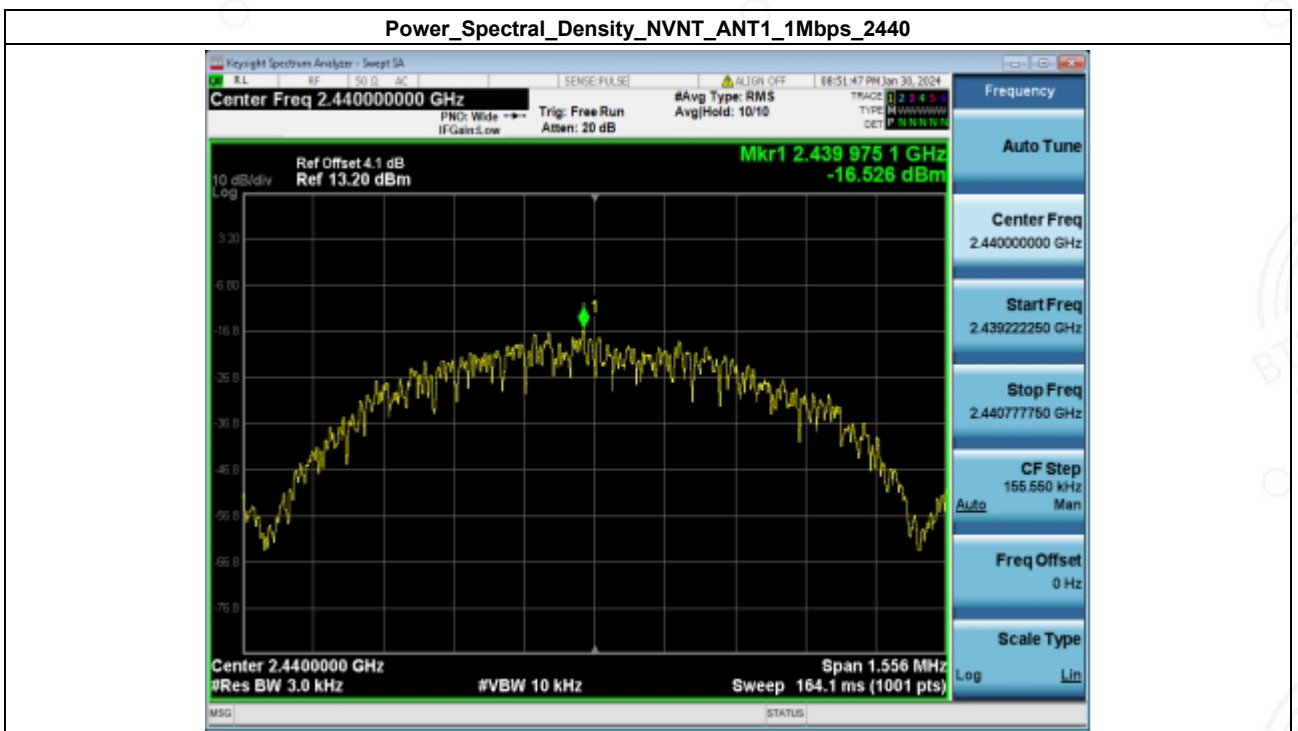 Power_Spectral_Density_NVNT_ANT1_1Mbps_2440
Keysight Spectrum Analyzer - Swept SA
RL RF 50 Ω AC SENSE:PULSE ALIGN OFF 08:51:47 PM Jan 30, 2024
Center Freq 2.440000000 GHz
PNO: Wide
IFGain:Low
Trig: Free Run
Atten: 20 dB
#Avg Type: RMS
Avg|Hold: 10/10
TRACE 1 2 3 4 5 6
TYPE M WWWWW
DET P N N N N N
Ref Offset 4.1 dB
Ref 13.20 dBm
10 dB/div
Log
Mkr1 2.439 975 1 GHz
-16.526 dBm
3.20
-6.80
-16.8
-26.8
-36.8
-46.8
-56.8
-66.8
-76.8
1
Center 2.4400000 GHz
#Res BW 3.0 kHz
#VBW 10 kHz
Span 1.556 MHz
Sweep 164.1 ms (1001 pts)
MSG
STATUS
Frequency
Auto Tune
Center Freq
2.440000000 GHz
Start Freq
2.439222250 GHz
Stop Freq
2.440777750 GHz
CF Step
155.550 kHz
Auto Man
Freq Offset
0 Hz
Scale Type
Log Lin